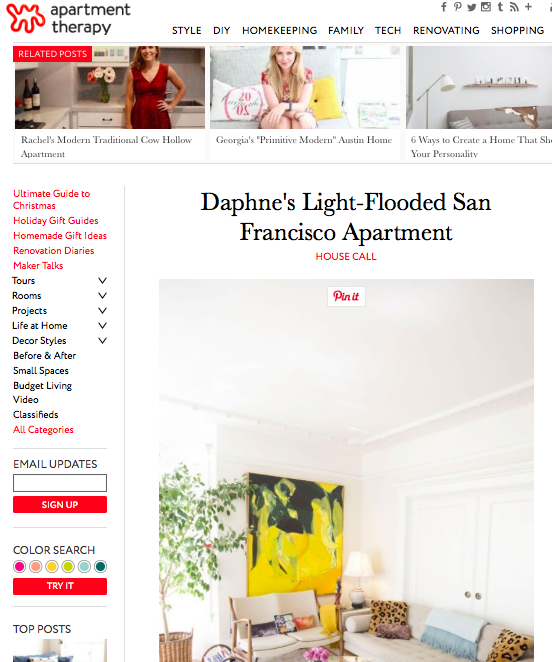 apartment
therapy
STYLE DIY HOMEKEEPING FAMILY TECH RENOVATING SHOPPING
RELATED POSTS
Rachel's Modern Traditional Cow Hollow
Apartment
Georgia's "Primitive Modern" Austin Home
6 Ways to Create a Home That Sho
Your Personality
Ultimate Guide to
Christmas
Holiday Gift Guides
Homemade Gift Ideas
Renovation Diaries
Maker Talks
Tours
Rooms
Projects
Life at Home
Decor Styles
Before & After
Small Spaces
Budget Living
Video
Classifieds
All Categories
EMAIL UPDATES
SIGN UP
COLOR SEARCH
TRY IT
TOP POSTS
Daphne's Light-Flooded San
Francisco Apartment
HOUSE CALL
Pin it